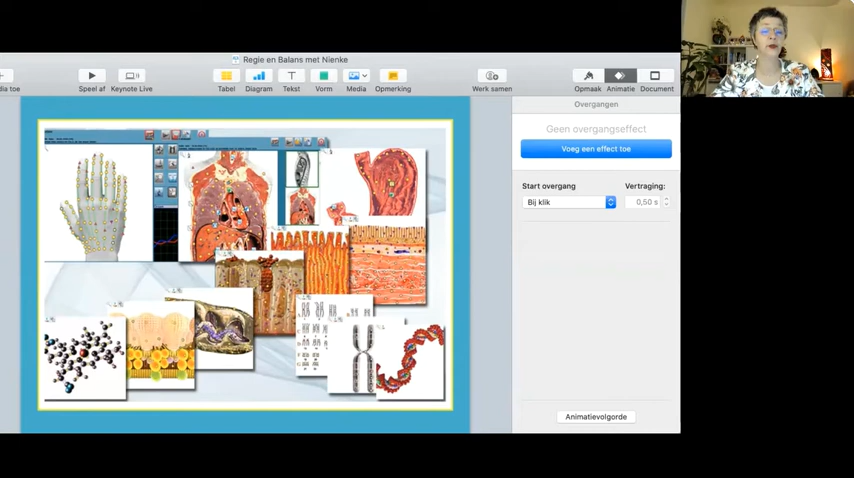 Regie en Balans met Nienke
dia toe
Speel af
Keynote Live
Tabel
Diagram
Tekst
Vorm
Media
Opmerking
Werk samen
Opmaak
Animatie
Document
Overgangen
Geen overgangseffect
Voeg een effect toe
Start overgang
Vertraging:
Bij klik
0,50 s
Animatievolgorde